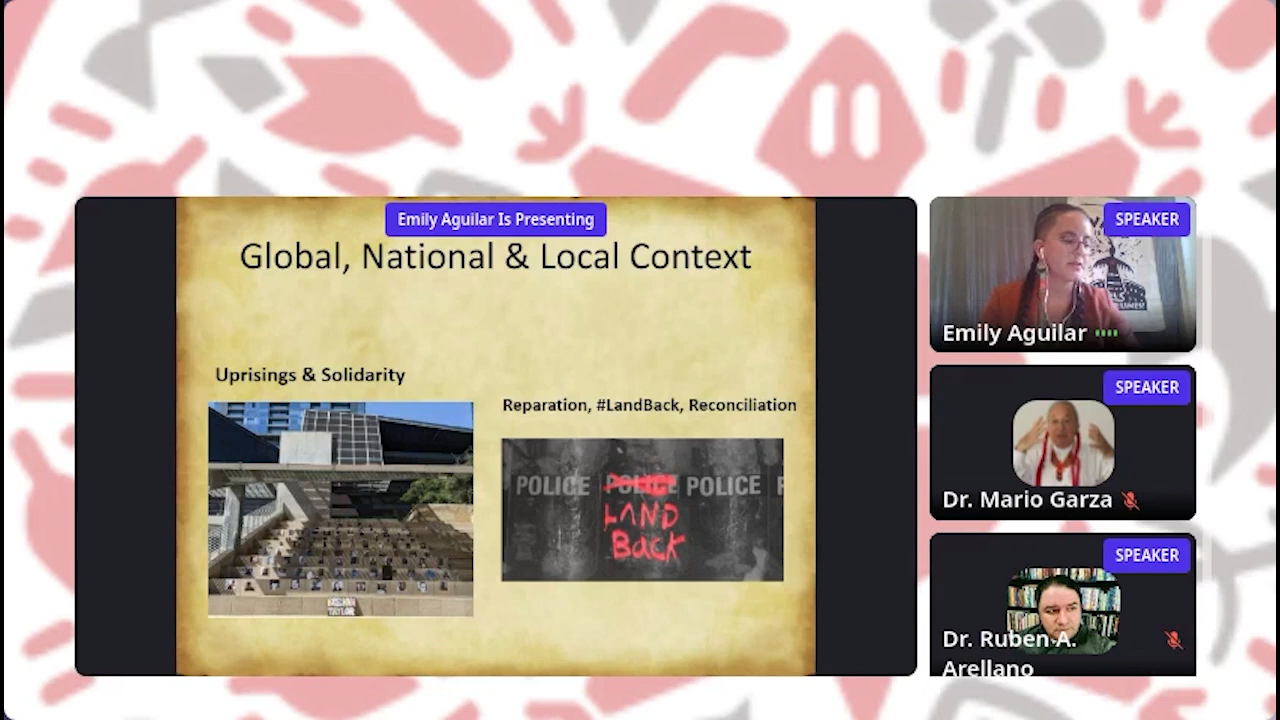 Emily Aguilar Is Presenting
Global, National & Local Context
Uprisings & Solidarity
Reparation, #LandBack, Reconciliation
POLICE POLICE POLICE P
LAND
BacK
TAYLOR
SPEAKER
Emily Aguilar
SPEAKER
Dr. Mario Garza
SPEAKER
Dr. Ruben A.
Arellano